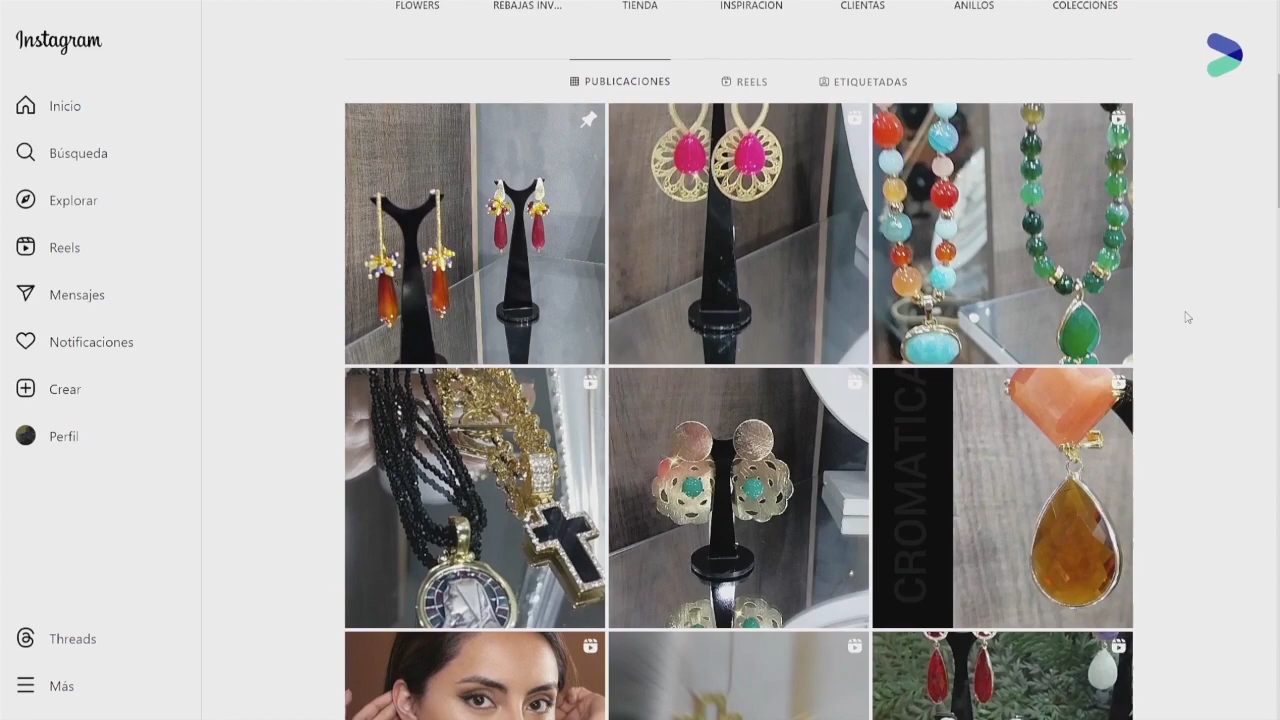 FLOWERS
REBAJAS INV...
TIENDA
INSPIRACION
CLIENTAS
ANILLOS
COLECCIONES
Instagram
PUBLICACIONES
REELS
ETIQUETADAS
Inicio
Búsqueda
Explorar
Reels
Mensajes
Notificaciones
Crear
Perfil
CROMATICA
Threads
Más